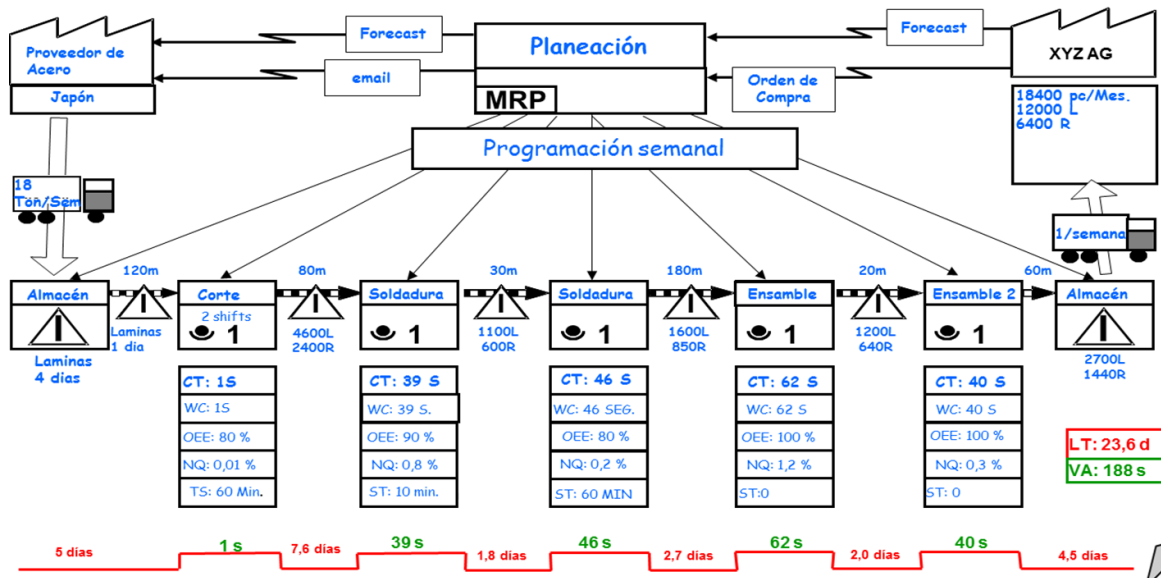 Proveedor de
Acero
Japón
Forecast
email
Planeación
MRP
Forecast
Orden de
Compra
XYZ AG
18400 pc/Mes.
12000 L
6400 R
Programación semanal
18
Ton/Sem
1/semana
120m
80m
30m
180m
20m
60m
Almacén
Corte
Soldadura
Soldadura
Ensamble
Ensamble 2
Almacén
2 shifts
1
1
1
1
1
Laminas
4 dias
Laminas
1 dia
4600L
2400R
1100L
600R
1600L
850R
1200L
640R
2700L
1440R
CT: 1S
WC: 1S
OEE: 80 %
NQ: 0,01 %
TS: 60 Min.
CT: 39 S
WC: 39 S.
OEE: 90 %
NQ: 0,8 %
ST: 10 min.
CT: 46 S
WC: 46 SEG.
OEE: 80 %
NQ: 0,2 %
ST: 60 MIN
CT: 62 S
WC: 62 S
OEE: 100 %
NQ: 1,2 %
ST:0
CT: 40 S
WC: 40 S
OEE: 100 %
NQ: 0,3 %
ST: 0
LT: 23,6 d
VA: 188 s
5 días
1 s
7,6 días
39 s
1,8 días
46 s
2,7 días
62 s
2,0 días
40 s
4,5 días